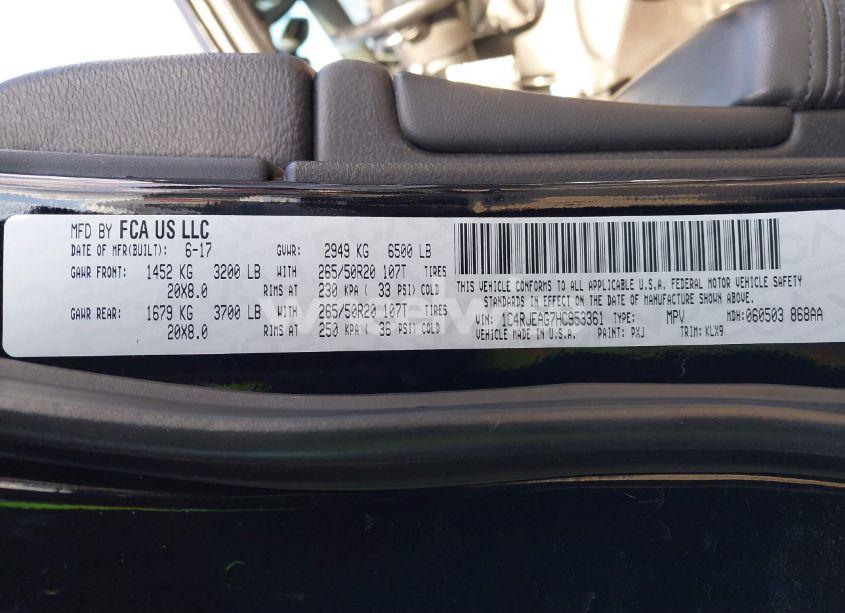 MFD BY FCA US LLC
DATE OF MFR(BUILT): 6-17 GVWR: 2949 KG 6500 LB
GAWR FRONT: 1452 KG 3200 LB WITH 265/50R20 107T TIRES
20X8.0 RIMS AT 230 KPA ( 33 PSI) COLD
GAWR REAR: 1679 KG 3700 LB WITH 265/50R20 107T TIRES
20X8.0 RIMS AT 250 KPA ( 36 PSI) COLD
THIS VEHICLE CONFORMS TO ALL APPLICABLE U.S.A. FEDERAL MOTOR VEHICLE SAFETY
STANDARDS IN EFFECT ON THE DATE OF MANUFACTURE SHOWN ABOVE.
VIN: 1C4RJEAG7HC953361 TYPE: MPV MDH: 060503 868AA
VEHICLE MADE IN U.S.A. PAINT: PXJ TRIM: KLX9